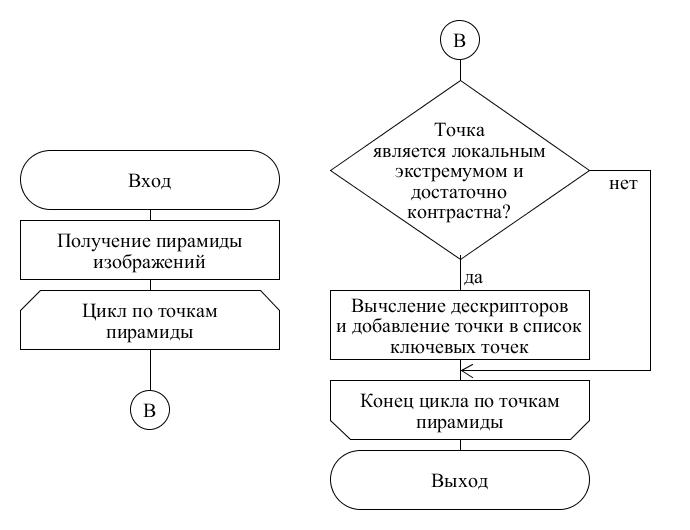 Вход
Получение пирамиды
изображений
Цикл по точкам
пирамиды
В
В
Точка
является локальным
экстремумом и
достаточно
контрастна?
нет
да
Вычсление дескрипторов
и добавление точки в список
ключевых точек
Конец цикла по точкам
пирамиды
Выход